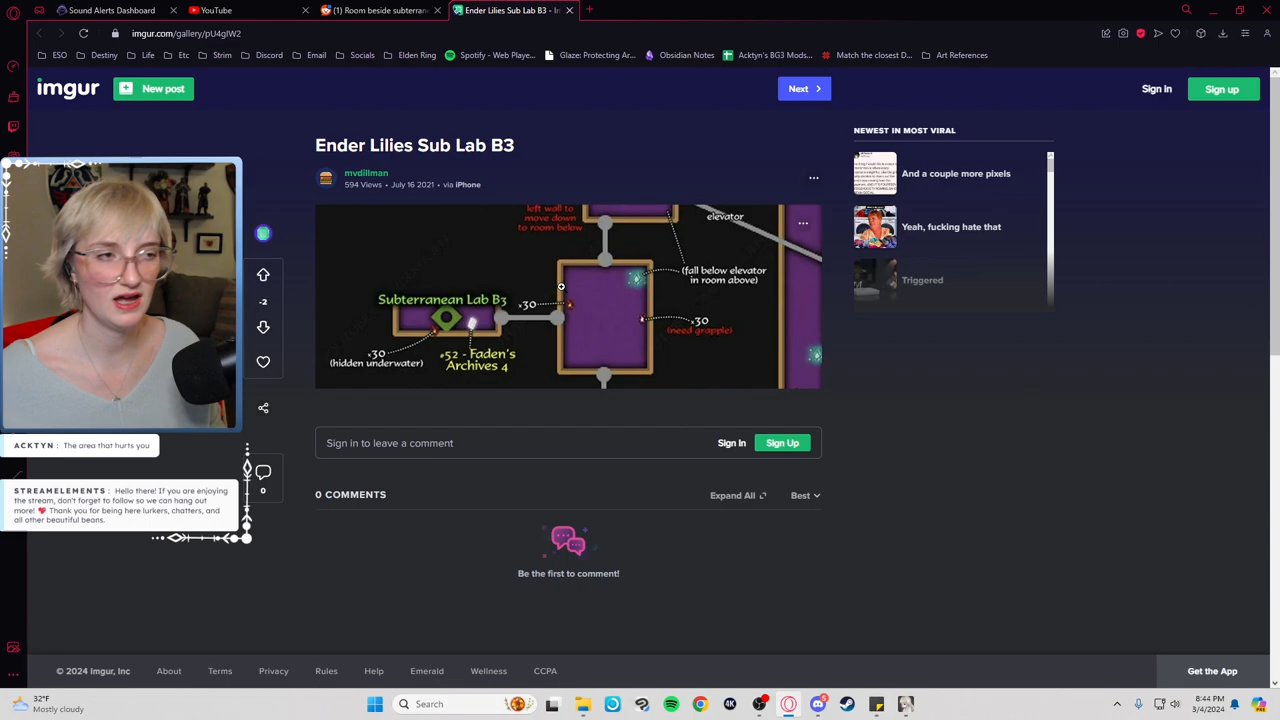 Sound Alerts Dashboard
YouTube
(1) Room beside subterran
Ender Lilies Sub Lab B3 - Im
imgur.com/gallery/pU4gIW2
ESO
Destiny
Life
Etc
Strim
Discord
Email
Socials
Elden Ring
Spotify - Web Playe...
Glaze: Protecting Ar...
Obsidian Notes
Acktyn's BG3 Mods...
Match the closest D...
Art References
imgur
New post
Next
Sign in
Sign up
Ender Lilies Sub Lab B3
mvdillman
594 Views • July 16 2021 • via iPhone
NEWEST IN MOST VIRAL
And a couple more pixels
Yeah, fucking hate that
Triggered
left wall to
move down
to room below
elevator
(fall below elevator
in room above)
Subterranean Lab B3
x30
x30
(need grapple)
x30
(hidden underwater)
#52 - Faden's
Archives 4
-2
0
ACKTYN : The area that hurts you
STREAMELEMENTS : Hello there! If you are enjoying
the stream, don't forget to follow so we can hang out
more! 💖 Thank you for being here lurkers, chatters, and
all other beautiful beans.
Sign in to leave a comment
Sign In
Sign Up
0 COMMENTS
Expand All
Best
Be the first to comment!
© 2024 Imgur, Inc
About
Terms
Privacy
Rules
Help
Emerald
Wellness
CCPA
Get the App
32°F
Mostly cloudy
Search
3:44 PM
3/4/2024